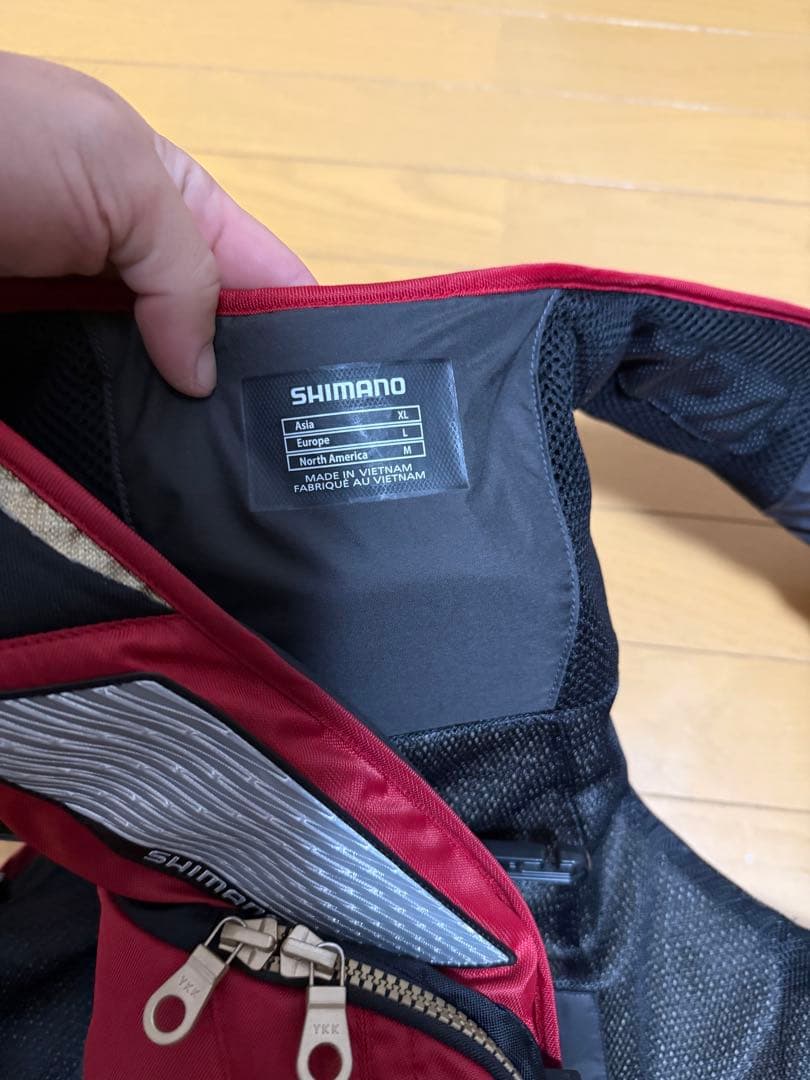 SHIMANO
Asia XL
Europe L
North America M
MADE IN VIETNAM
FABRIQUÉ AU VIETNAM
SHIMANO
YKK
YKK